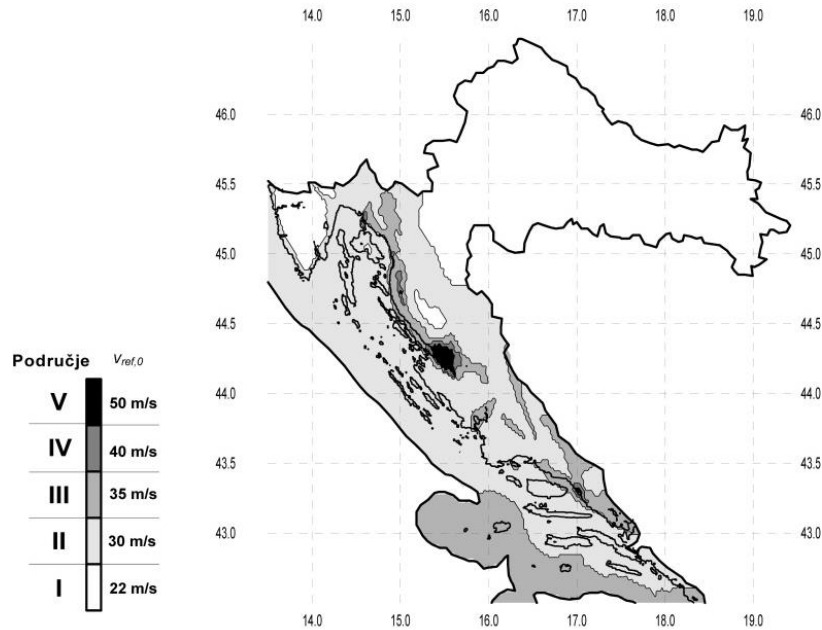 14.0 15.0 16.0 17.0 18.0 19.0
46.0 46.0
45.5 45.5
45.0 45.0
44.5 44.5
Područje vref,0
44.0 44.0
V 50 m/s
IV 40 m/s
43.5 43.5
III 35 m/s
43.0 43.0
II 30 m/s
I 22 m/s
14.0 15.0 16.0 17.0 18.0 19.0